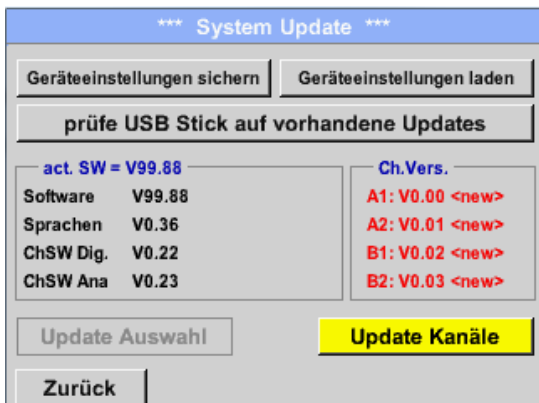 *** System Update ***
Geräteeinstellungen sichern
Geräteeinstellungen laden
prüfe USB Stick auf vorhandene Updates
act. SW = V99.88
Software V99.88
Sprachen V0.36
ChSW Dig. V0.22
ChSW Ana V0.23
Ch.Vers.
A1: V0.00 <new>
A2: V0.01 <new>
B1: V0.02 <new>
B2: V0.03 <new>
Update Auswahl
Update Kanäle
Zurück